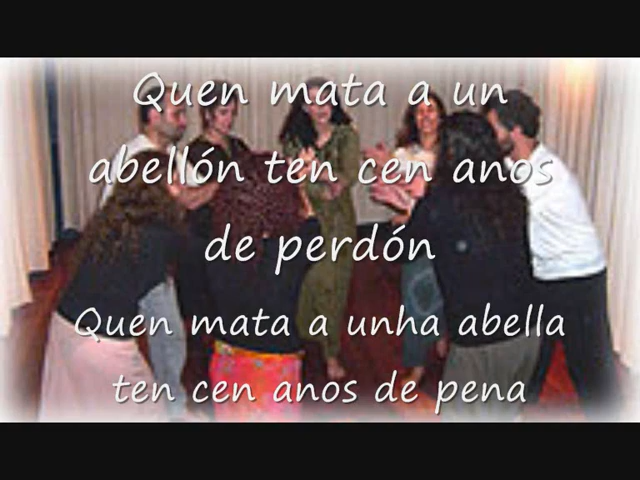 Quen mata a un
abellón ten cen anos
de perdón
Quen mata a unha abella
ten cen anos de pena